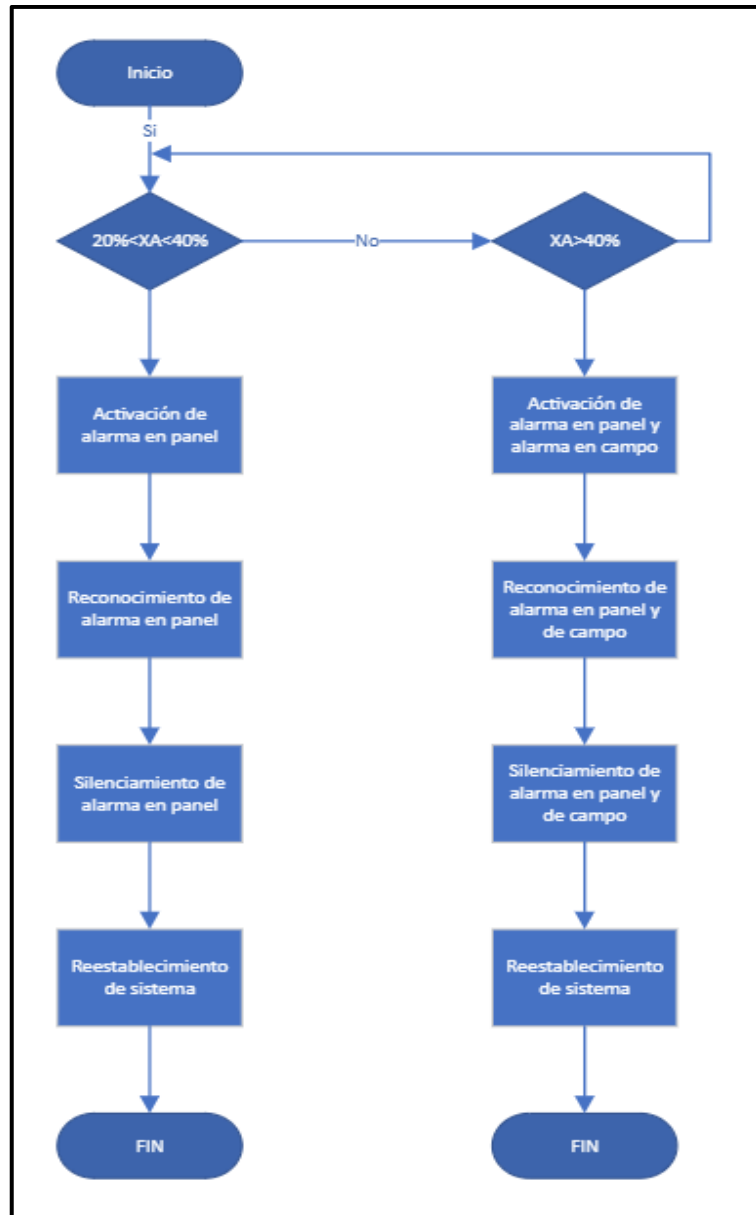 Inicio
Si
20%<XA<40%
No
XA>40%
Activación de
alarma en panel
Activación de
alarma en panel y
alarma en campo
Reconocimiento de
alarma en panel
Reconocimiento de
alarma en panel y
de campo
Silenciamiento de
alarma en panel
Silenciamiento de
alarma en panel y
de campo
Reestablecimiento
de sistema
Reestablecimiento
de sistema
FIN
FIN